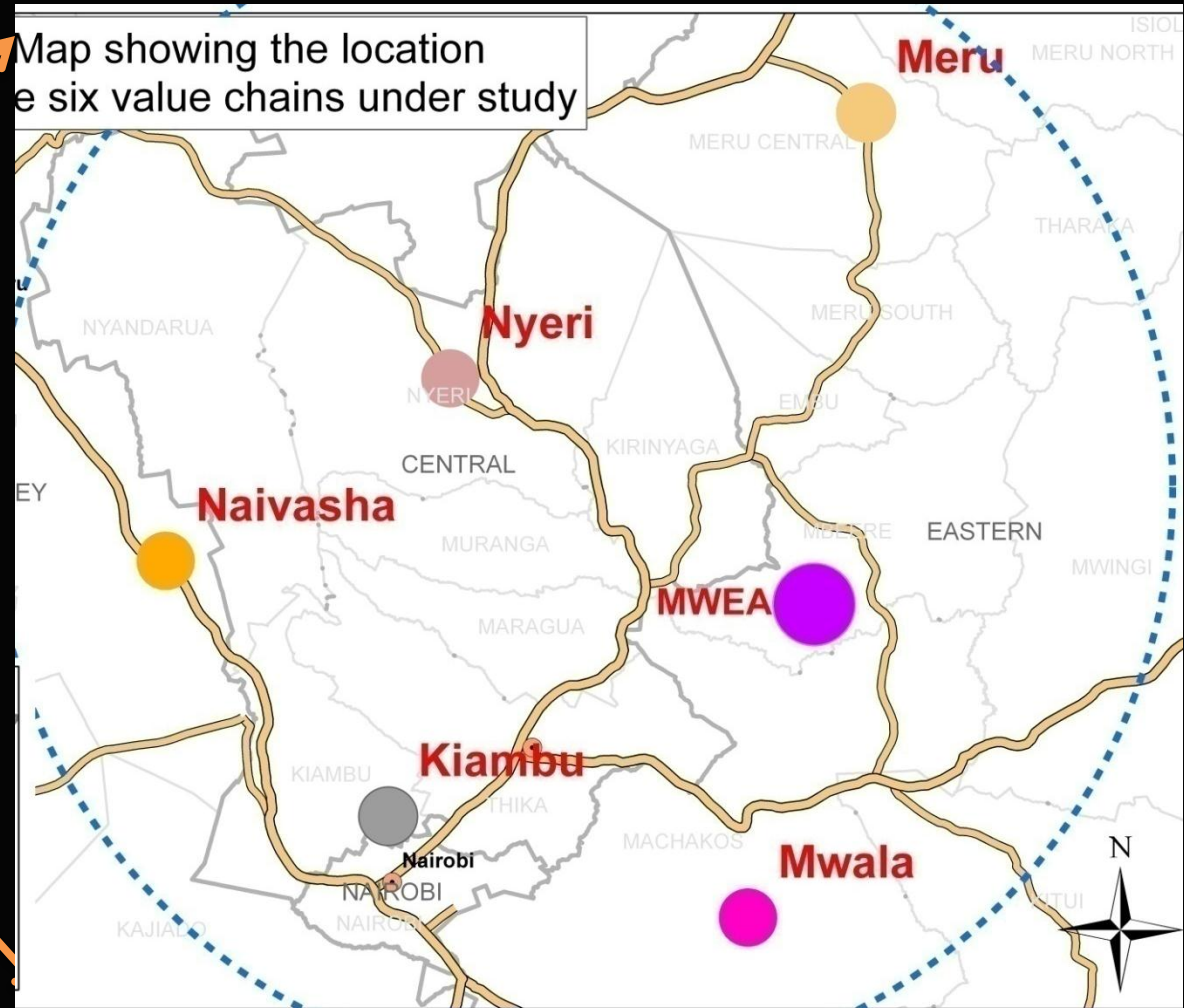 Map showing the location
e six value chains under study
ISIOL
Meru
MERU NORTH
MERU CENTRAL
THARAKA
u
MERU SOUTH
Nyeri
NYANDARUA
NYERI
EMBU
KIRINYAGA
CENTRAL
EY
Naivasha
MURANGA
MBEERE
EASTERN
MWINGI
MWEA
MARAGUA
Kiambu
KIAMBU
THIKA
MACHAKOS
N
Nairobi
Mwala
NAIROBI
KITUI
NAIROBI
KAJIADO